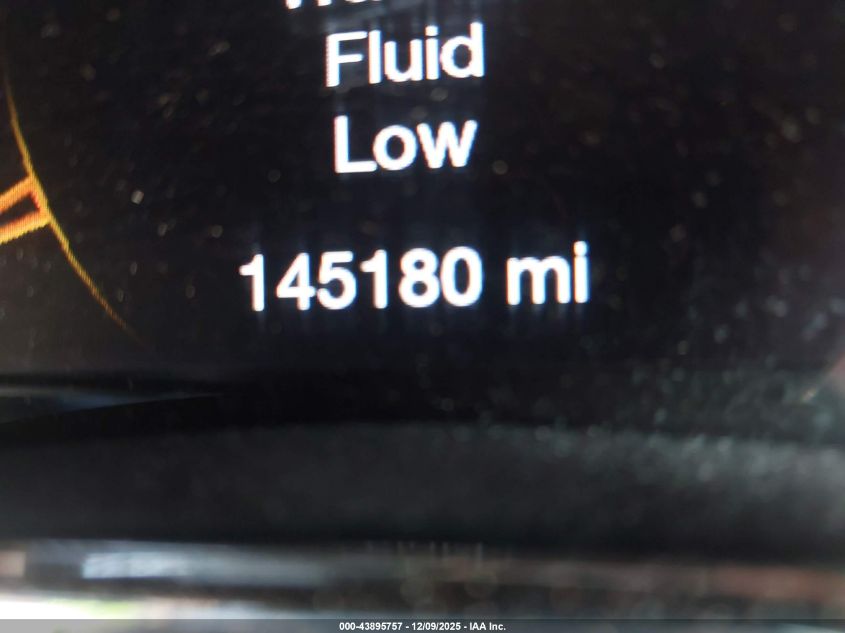 Fluid
Low
145180 mi
000-43895757 - 12/09/2025 - IAA Inc.